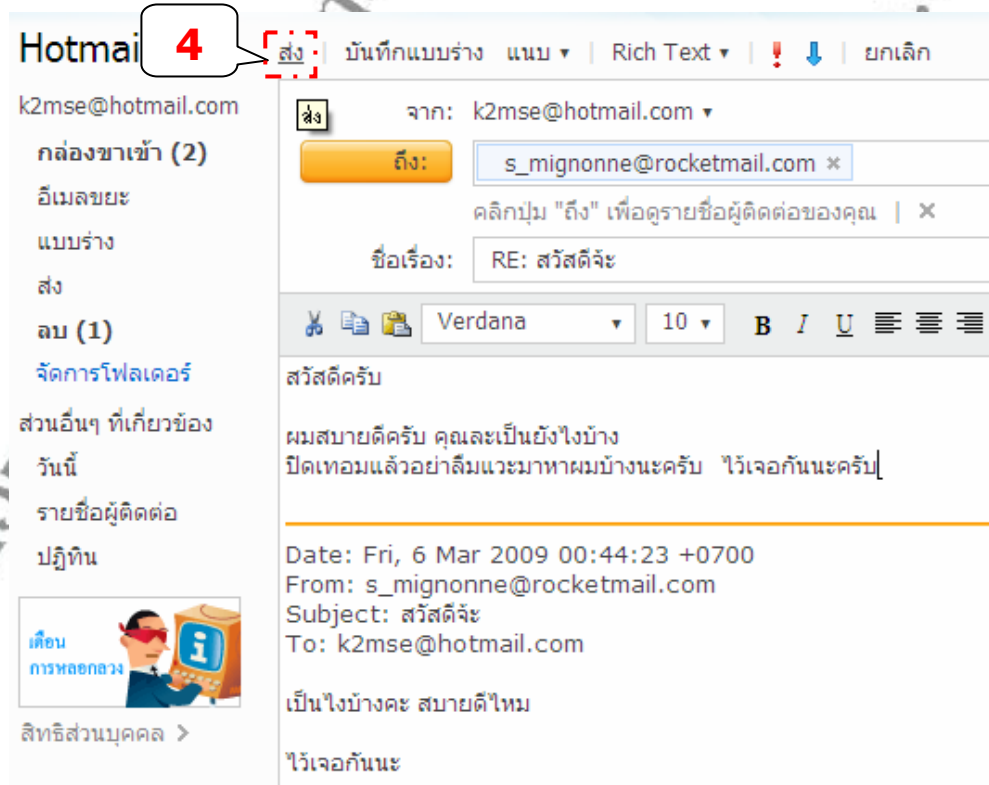 Hotmai
4
ส่ง | บันทึกแบบร่าง แนบ | Rich Text | | ยกเลิก
k2mse@hotmail.com
กล่องขาเข้า (2)
อีเมลขยะ
แบบร่าง
ส่ง
ลบ (1)
จัดการโฟลเดอร์
ส่วนอื่นๆ ที่เกี่ยวข้อง
วันนี้
รายชื่อผู้ติดต่อ
ปฏิทิน
เตือน
การหลอกลวง
สิทธิส่วนบุคคล >
ส่ง
จาก: k2mse@hotmail.com
ถึง: s_mignonne@rocketmail.com ×
คลิกปุ่ม "ถึง" เพื่อดูรายชื่อผู้ติดต่อของคุณ | ×
ชื่อเรื่อง: RE: สวัสดีจ้ะ
Verdana 10 B I U
สวัสดีครับ
ผมสบายดีครับ คุณละเป็นยังไงบ้าง
ปิดเทอมแล้วอย่าลืมแวะมาหาผมบ้างนะครับ ไว้เจอกันนะครับ
Date: Fri, 6 Mar 2009 00:44:23 +0700
From: s_mignonne@rocketmail.com
Subject: สวัสดีจ้ะ
To: k2mse@hotmail.com
เป็นไงบ้างคะ สบายดีไหม
ไว้เจอกันนะ